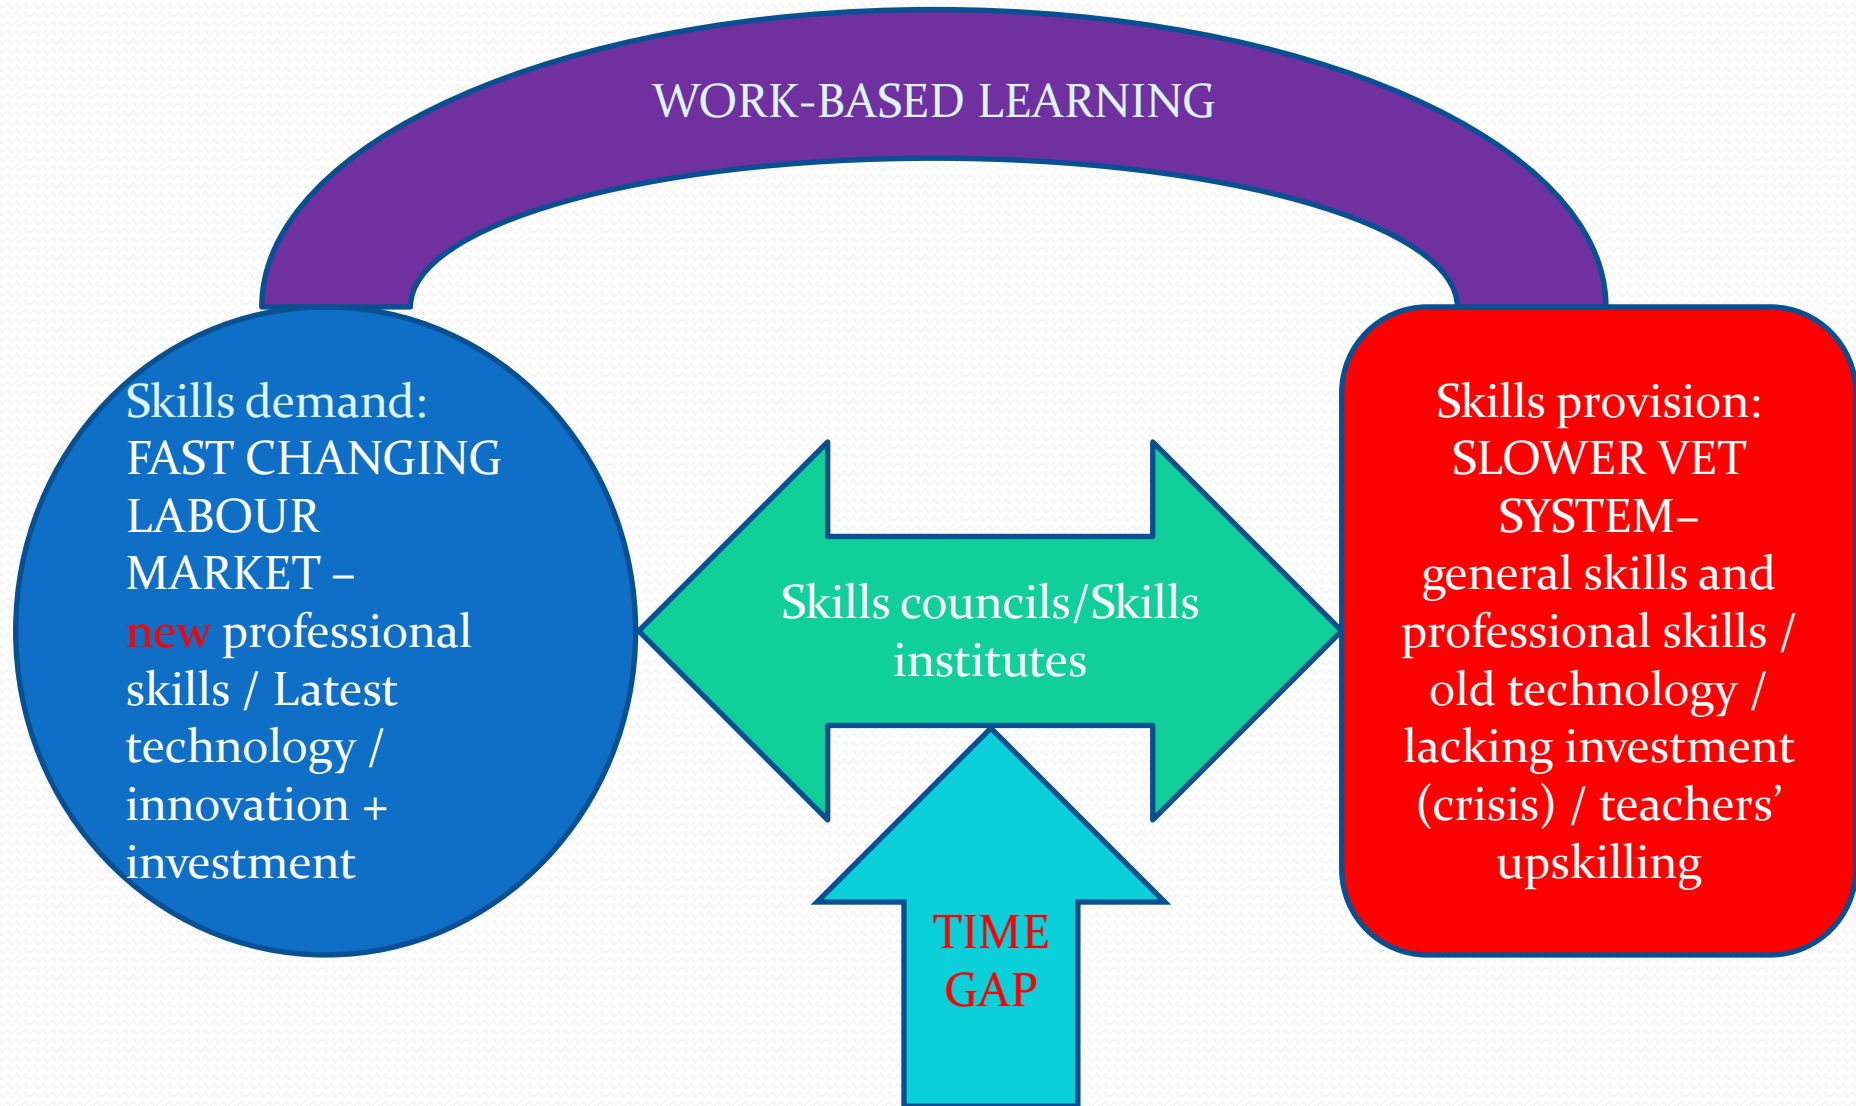 WORK-BASED LEARNING
Skills demand:
FAST CHANGING
LABOUR
MARKET –
new professional
skills / Latest
technology /
innovation +
investment
Skills councils/Skills
institutes
TIME
GAP
Skills provision:
SLOWER VET
SYSTEM–
general skills and
professional skills /
old technology /
lacking investment
(crisis) / teachers’
upskilling